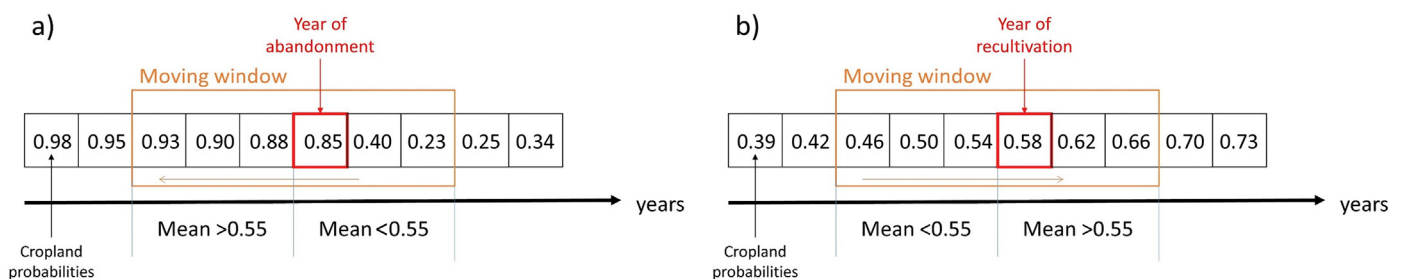 a)
Year of
abandonment
Moving window
0.98 0.95 0.93 0.90 0.88 0.85 0.40 0.23 0.25 0.34
years
Mean >0.55 Mean <0.55
Cropland
probabilities
b)
Year of
recultivation
Moving window
0.39 0.42 0.46 0.50 0.54 0.58 0.62 0.66 0.70 0.73
years
Mean <0.55 Mean >0.55
Cropland
probabilities